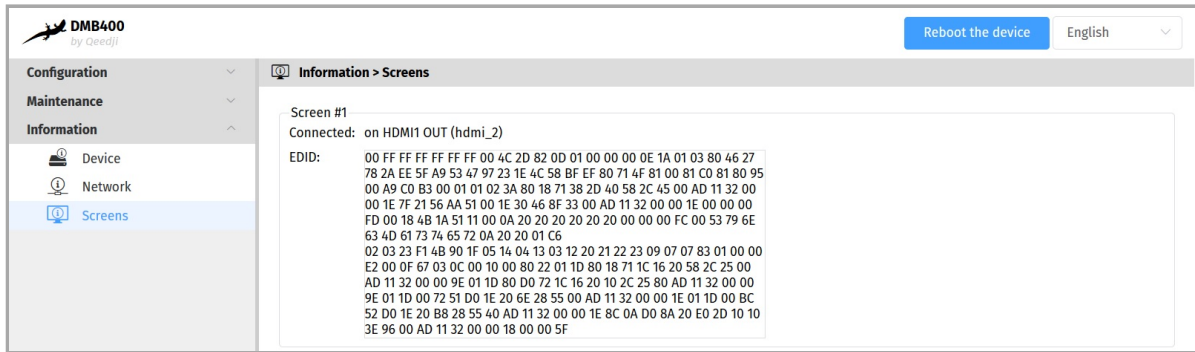 DMB400
by Qeedji
Reboot the device
English
Configuration
Maintenance
Information
Device
Network
Screens
Information > Screens
Screen #1
Connected: on HDMI1 OUT (hdmi_2)
EDID:
00 FF FF FF FF FF FF 00 4C 2D 82 0D 01 00 00 00 0E 1A 01 03 80 46 27
78 2A EE 5F A9 53 47 97 23 1E 4C 58 BF EF 80 71 4F 81 00 81 C0 81 80 95
00 A9 C0 B3 00 01 01 02 3A 80 18 71 38 2D 40 58 2C 45 00 AD 11 32 00
00 1E 7F 21 56 AA 51 00 1E 30 46 8F 33 00 AD 11 32 00 00 1E 00 00 00
FD 00 18 4B 1A 51 11 00 0A 20 20 20 20 20 20 00 00 00 FC 00 53 79 6E
63 4D 61 73 74 65 72 0A 20 20 01 C6
02 03 23 F1 4B 90 1F 05 14 04 13 03 12 20 21 22 23 09 07 07 83 01 00 00
E2 00 0F 67 03 0C 00 10 00 80 22 01 1D 80 18 71 1C 16 20 58 2C 25 00
AD 11 32 00 00 9E 01 1D 80 D0 72 1C 16 20 10 2C 25 80 AD 11 32 00 00
9E 01 1D 00 72 51 D0 1E 20 6E 28 55 00 AD 11 32 00 00 1E 01 1D 00 BC
52 D0 1E 20 B8 28 55 40 AD 11 32 00 00 1E 8C 0A D0 8A 20 E0 2D 10 10
3E 96 00 AD 11 32 00 00 18 00 00 5F